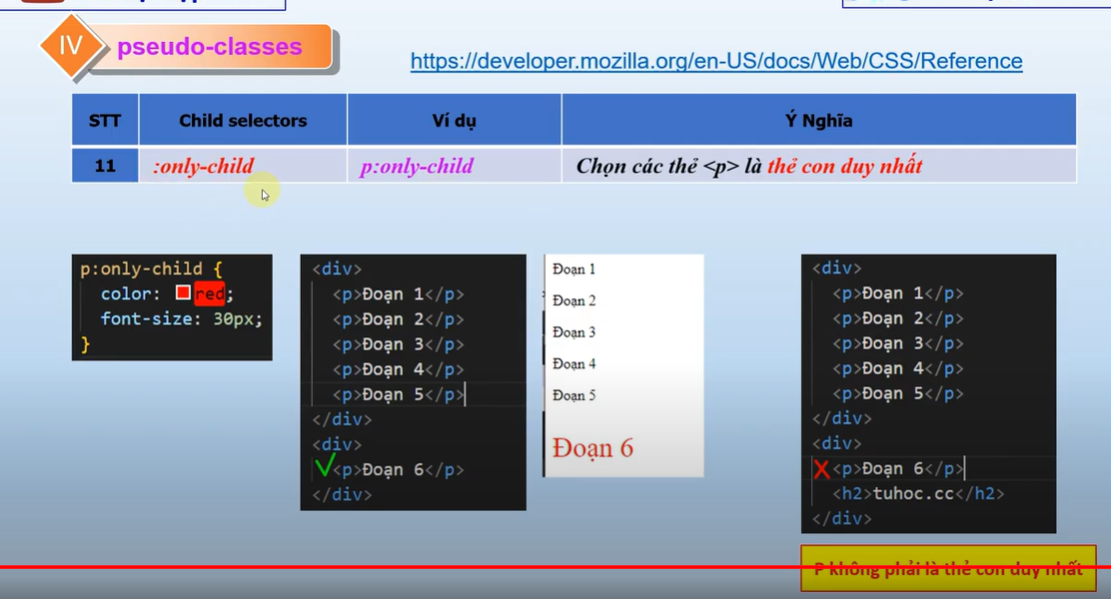 IV
pseudo-classes
https://developer.mozilla.org/en-US/docs/Web/CSS/Reference
STT Child selectors Ví dụ Ý Nghĩa
11 :only-child p:only-child Chọn các thẻ <p> là thẻ con duy nhất
p:only-child {
color: red;
font-size: 30px;
}
<div>
<p>Đoạn 1</p>
<p>Đoạn 2</p>
<p>Đoạn 3</p>
<p>Đoạn 4</p>
<p>Đoạn 5</p>
</div>
<div>
<p>Đoạn 6</p>
</div>
Đoạn 1
Đoạn 2
Đoạn 3
Đoạn 4
Đoạn 5
Đoạn 6
<div>
<p>Đoạn 1</p>
<p>Đoạn 2</p>
<p>Đoạn 3</p>
<p>Đoạn 4</p>
<p>Đoạn 5</p>
</div>
<div>
<p>Đoạn 6</p>
<h2>tuhoc.cc</h2>
</div>
P không phải là thẻ con duy nhất